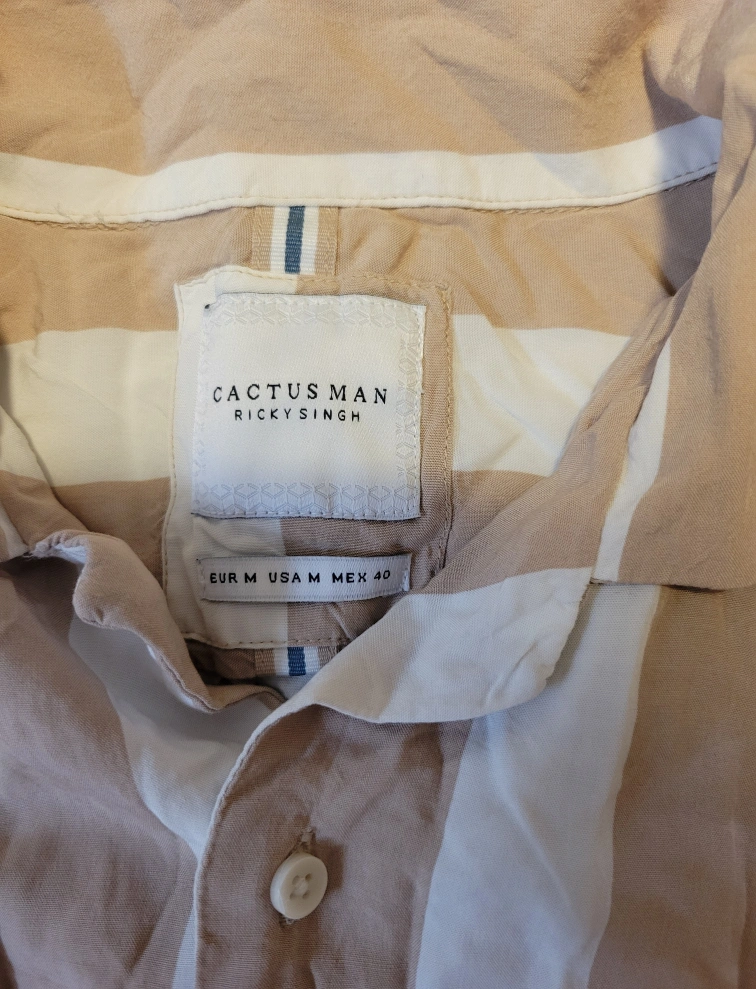 CACTUS MAN
RICKY SINGH
EUR M USA M MEX 40